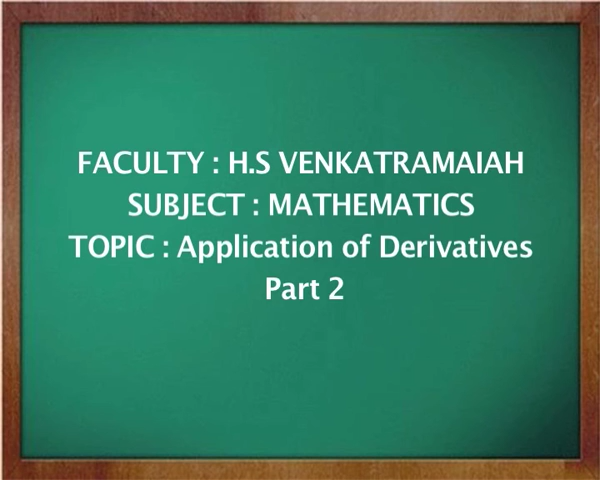 FACULTY : H.S VENKATRAMAIAH
SUBJECT : MATHEMATICS
TOPIC : Application of Derivatives
Part 2